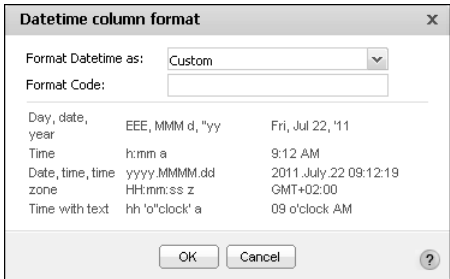 Datetime column format x
Format Datetime as: Custom
Format Code:
Day, date, year EEE, MMM d, ''yy Fri, Jul 22, '11
Time h:mm a 9:12 AM
Date, time, time zone yyyy.MMMM.dd HH:mm:ss z 2011.July.22 09:12:19 GMT+02:00
Time with text hh 'o''clock' a 09 o'clock AM
OK Cancel ?